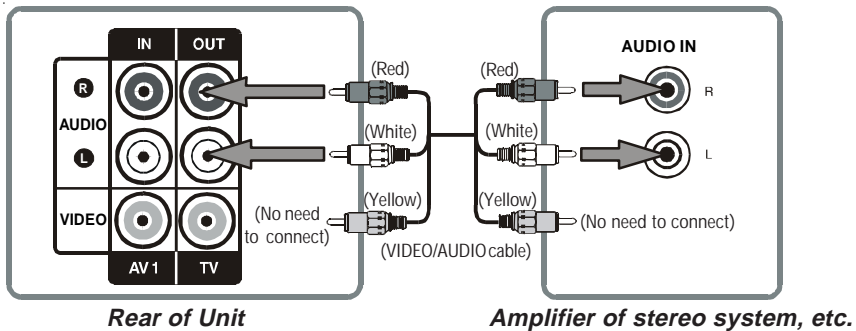 IN OUT
R
AUDIO
L
VIDEO
AV 1 TV
(Red)
(White)
(Yellow)
(No need
to connect)
(VIDEO/AUDIO cable)
(Red)
(White)
(Yellow)
AUDIO IN
R
L
(No need to connect)
Rear of Unit
Amplifier of stereo system, etc.